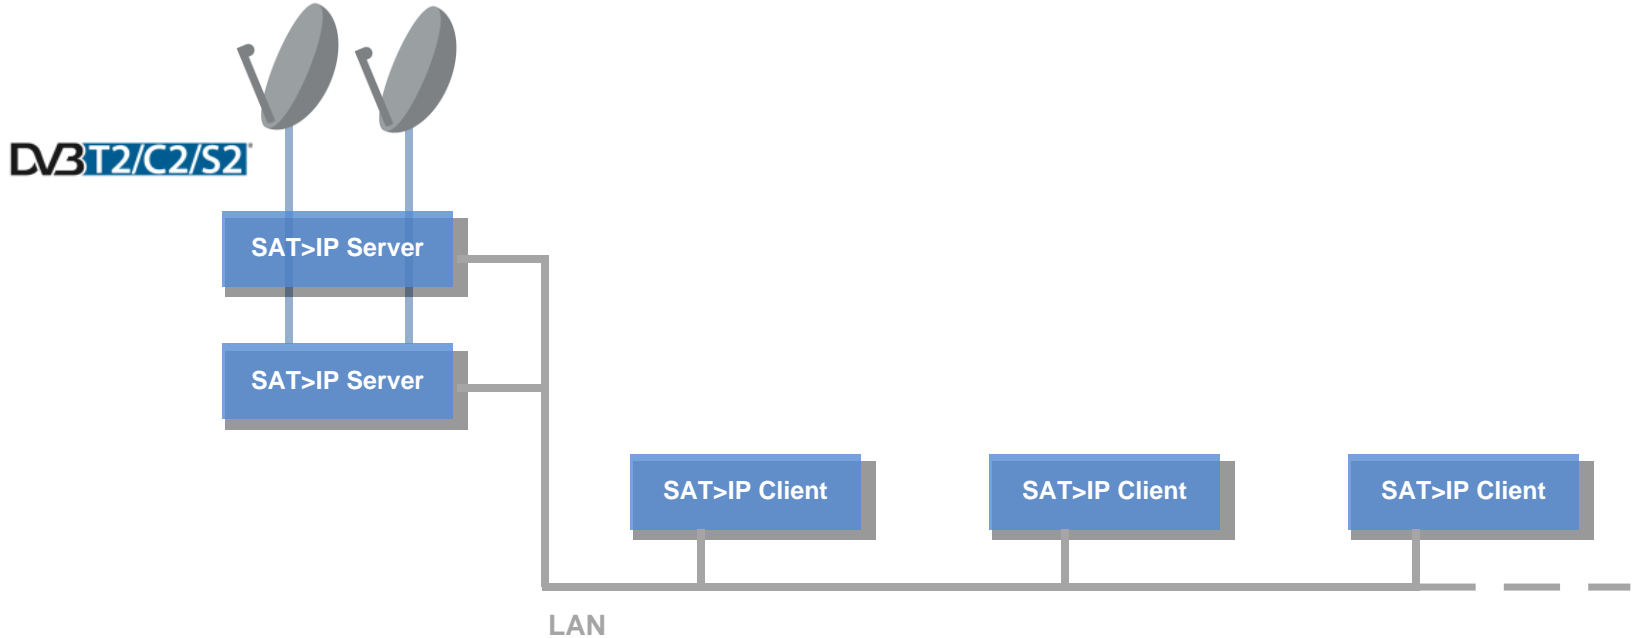 DVB T2/C2/S2
SAT>IP Server
SAT>IP Server
SAT>IP Client
SAT>IP Client
SAT>IP Client
LAN